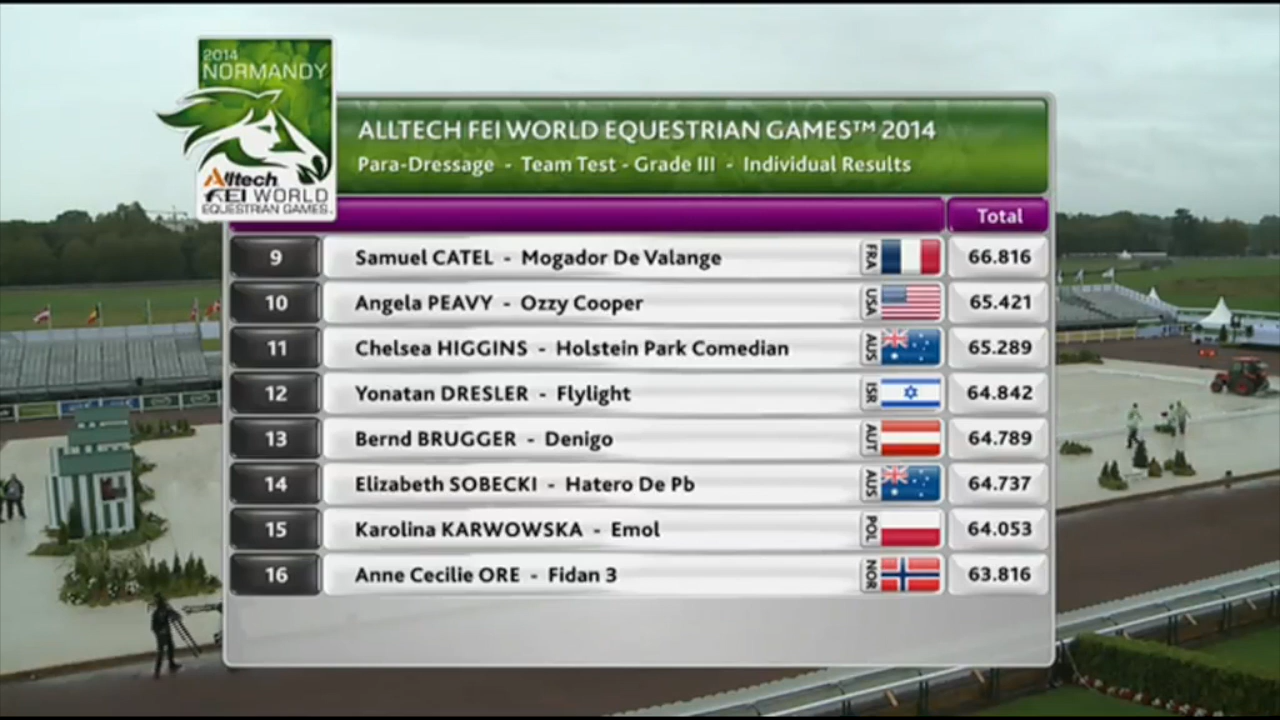 2014
NORMANDY
Alltech
FEI WORLD
EQUESTRIAN GAMES™
ALLTECH FEI WORLD EQUESTRIAN GAMES™ 2014
Para-Dressage - Team Test - Grade III - Individual Results
Total
9 Samuel CATEL - Mogador De Valange FRA 66.816
10 Angela PEAVY - Ozzy Cooper USA 65.421
11 Chelsea HIGGINS - Holstein Park Comedian AUS 65.289
12 Yonatan DRESLER - Flylight ISR 64.842
13 Bernd BRUGGER - Denigo AUT 64.789
14 Elizabeth SOBECKI - Hatero De Pb AUS 64.737
15 Karolina KARWOWSKA - Emol POL 64.053
16 Anne Cecilie ORE - Fidan 3 NOR 63.816